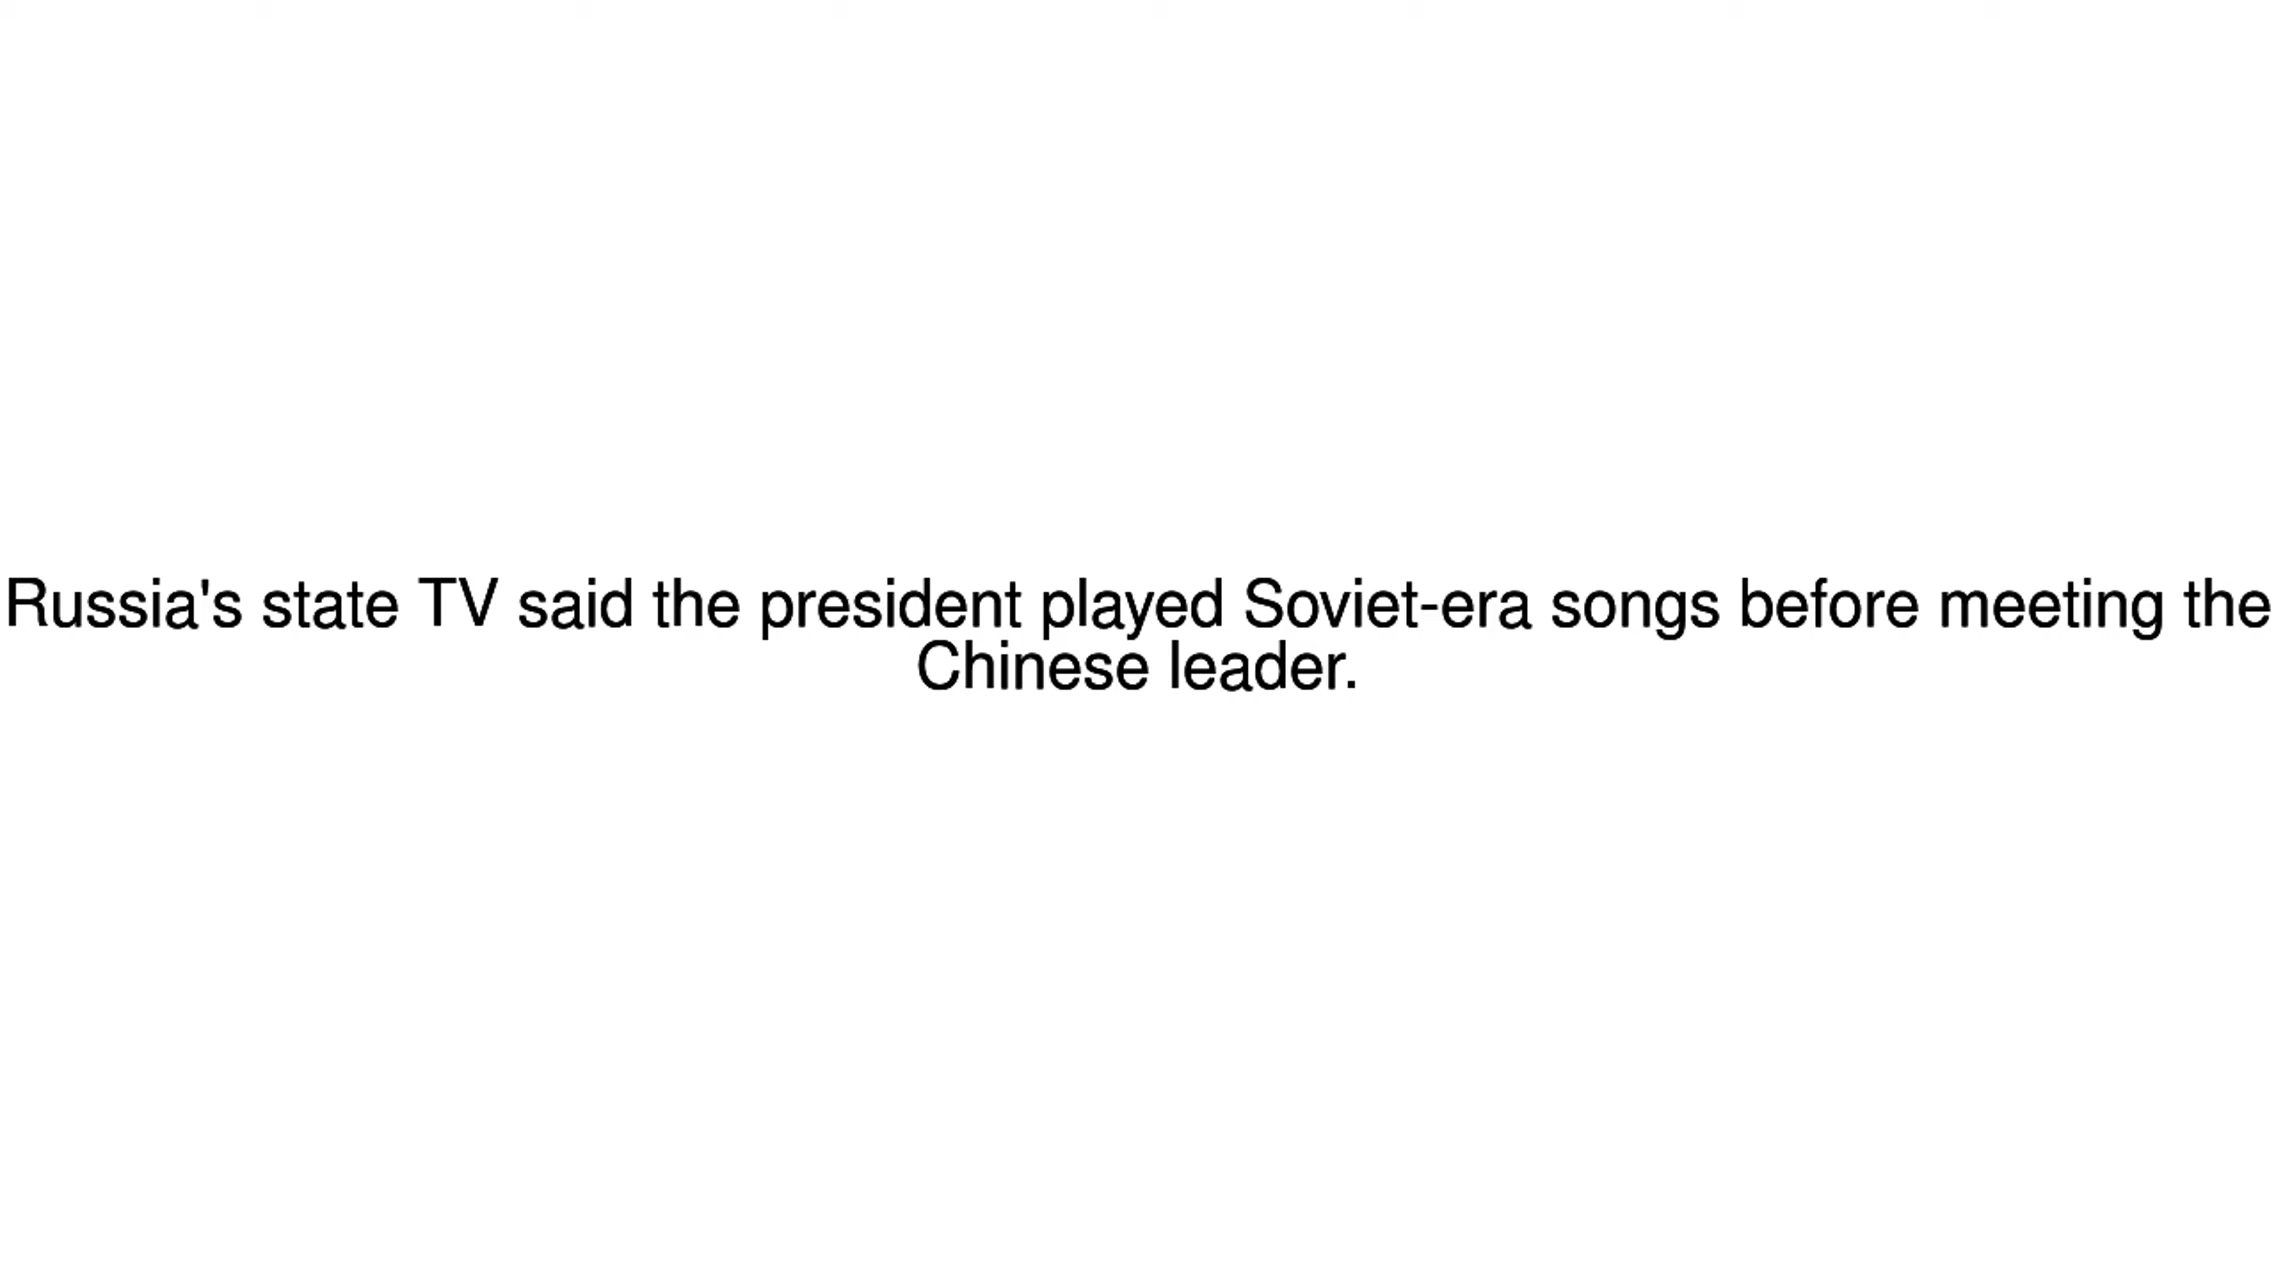 Russia's state TV said the president played Soviet-era songs before meeting the
Chinese leader.